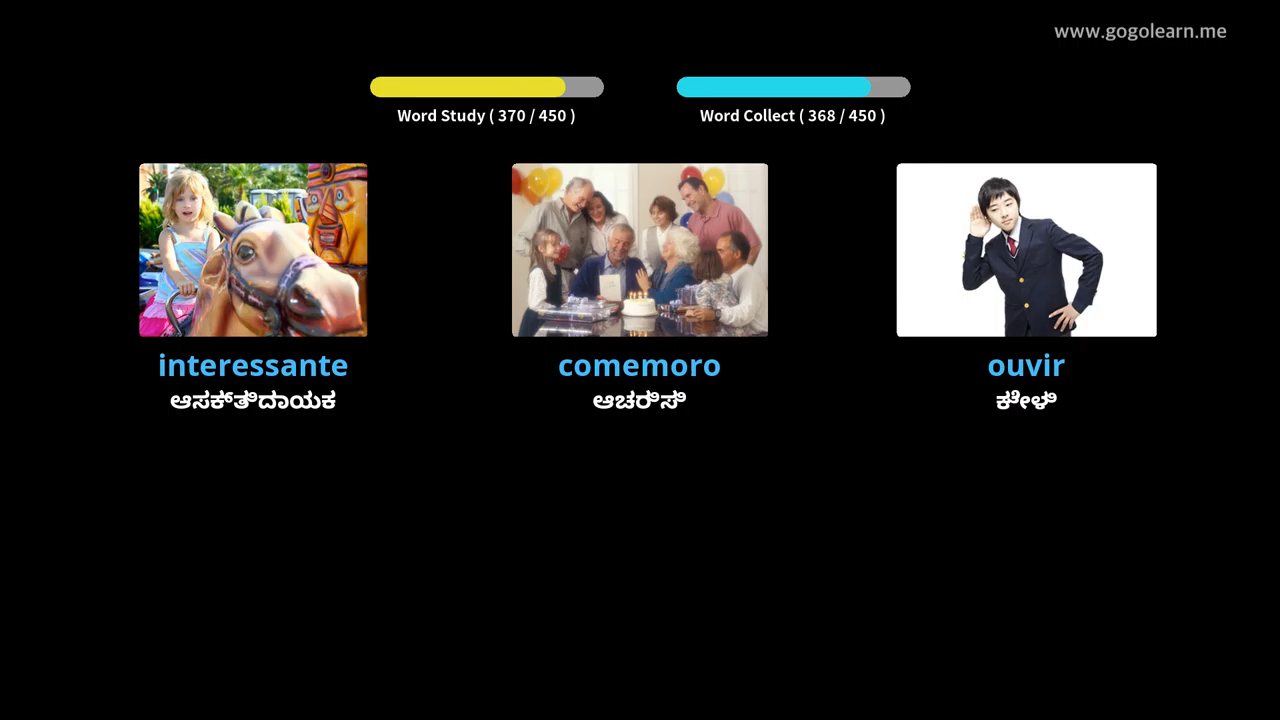 www.gogolearn.me
Word Study ( 370 / 450 )
Word Collect ( 368 / 450 )
interessante
ಆಸಕ್ತಿದಾಯಕ
comemoro
ಆಚರಿಸಿ
ouvir
ಕೇಳಿ